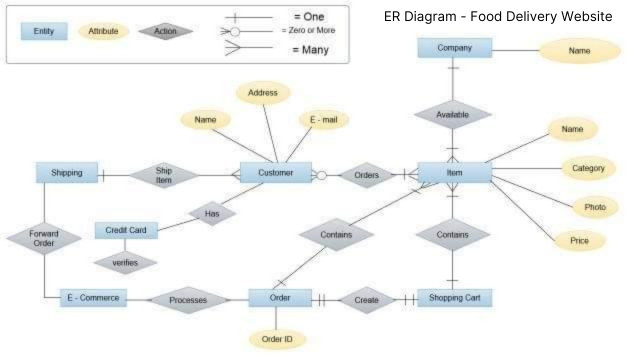 ER Diagram - Food Delivery Website
Entity
Attribute
Action
= One
= Zero or More
= Many
Company
Name
Address
Name
E - mail
Available
Name
Shipping
Ship
Item
Customer
Orders
Item
Category
Has
Photo
Credit Card
Forward
Order
Contains
Contains
Price
verifies
E - Commerce
Processes
Order
Create
Shopping Cart
Order ID